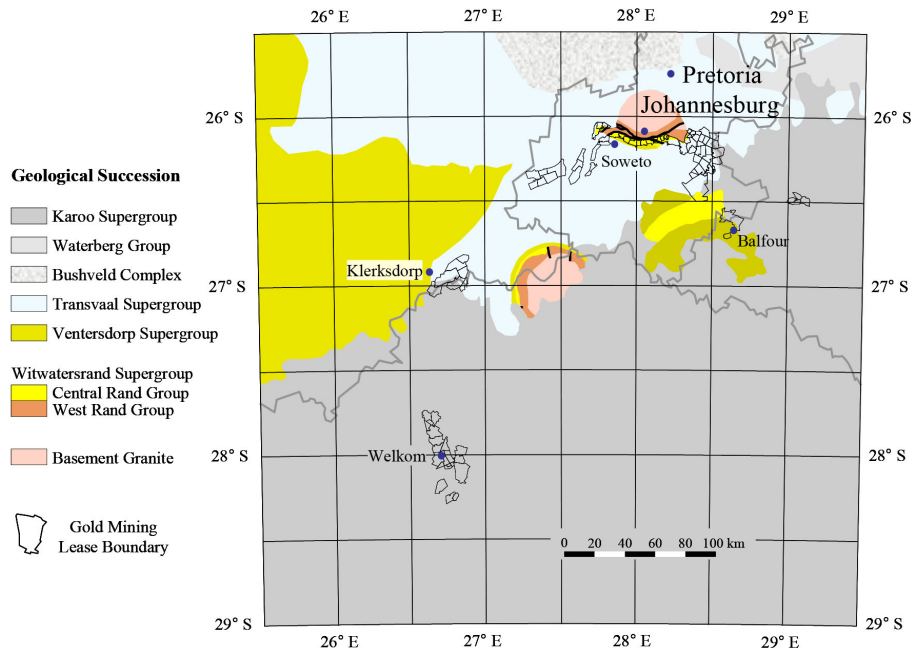 26° E 27° E 28° E 29° E
Pretoria
Johannesburg
26° S 26° S
Soweto
Geological Succession
Karoo Supergroup
Waterberg Group
Balfour
Bushveld Complex
Klerksdorp
27° S 27° S
Transvaal Supergroup
Ventersdorp Supergroup
Witwatersrand Supergroup
Central Rand Group
West Rand Group
28° S Welkom 28° S
Basement Granite
Gold Mining
Lease Boundary
0 20 40 60 80 100 km
29° S 29° S
26° E 27° E 28° E 29° E